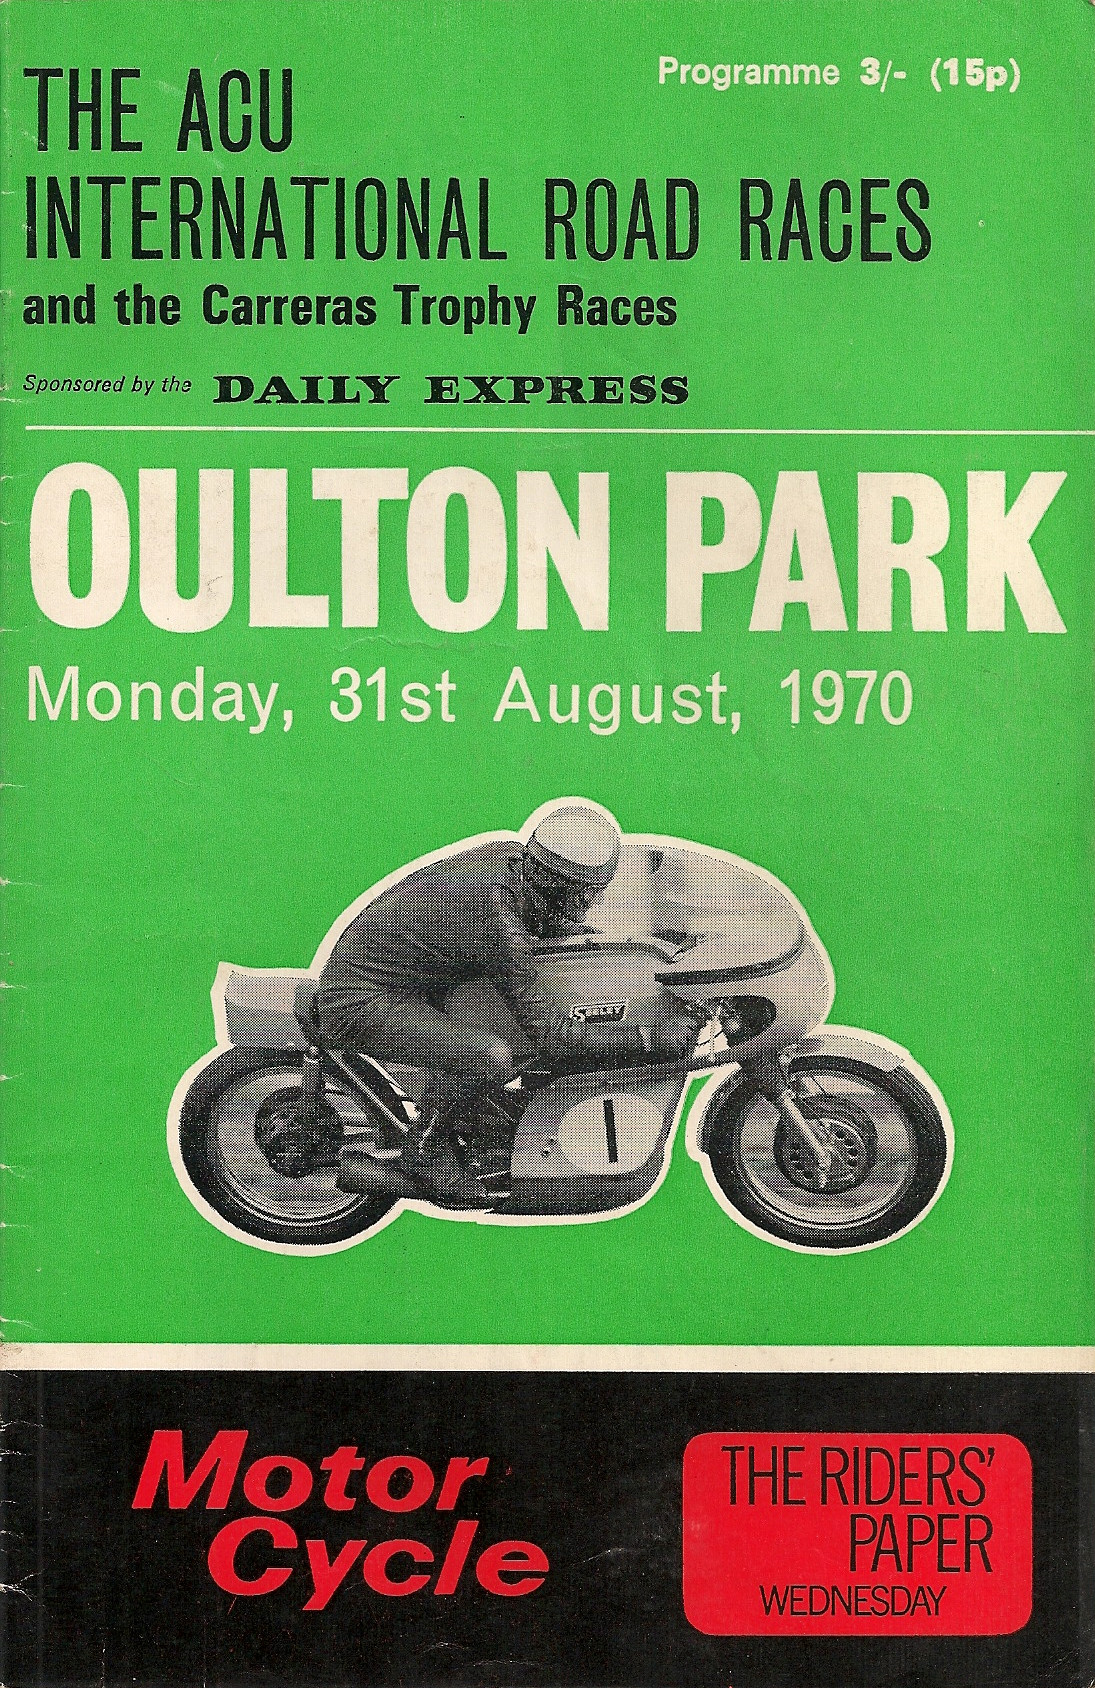 Programme 3/- (15p)
THE ACU
INTERNATIONAL ROAD RACES
and the Carreras Trophy Races
Sponsored by the DAILY EXPRESS
OULTON PARK
Monday, 31st August, 1970
SEELEY
1
Motor
Cycle
THE RIDERS'
PAPER
WEDNESDAY